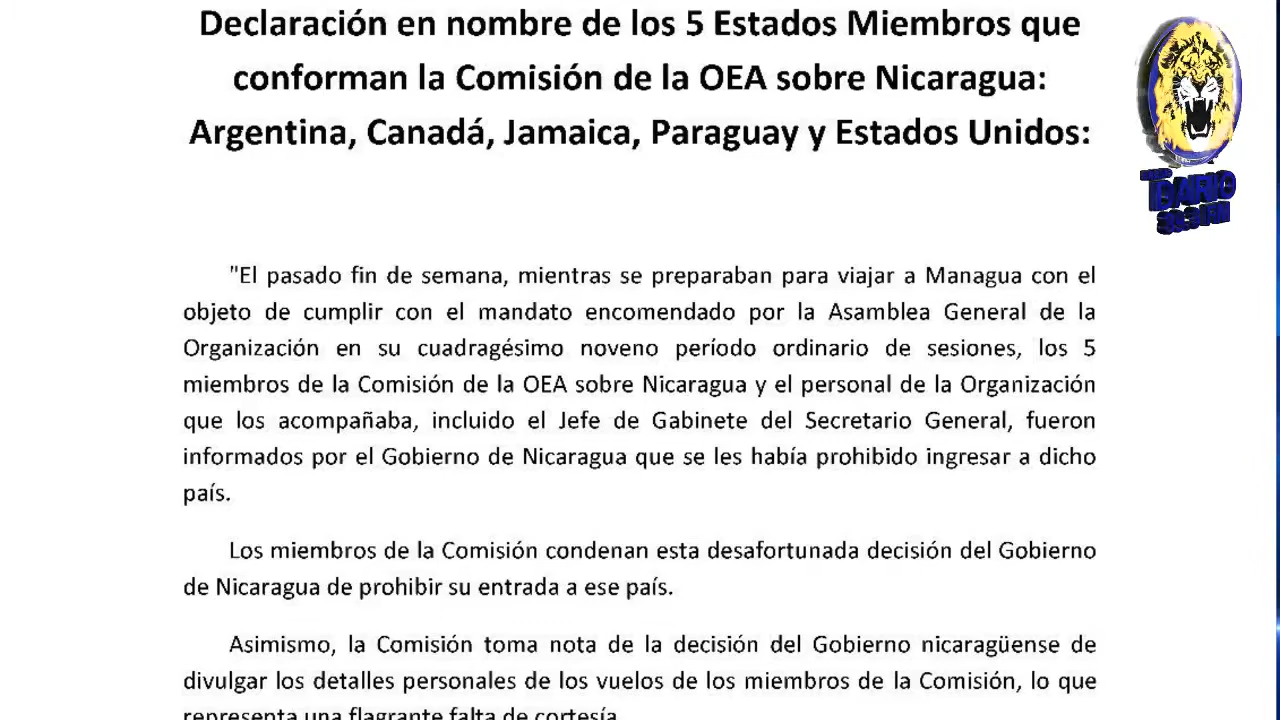 Declaración en nombre de los 5 Estados Miembros que
conforman la Comisión de la OEA sobre Nicaragua:
Argentina, Canadá, Jamaica, Paraguay y Estados Unidos:
DARIO
"El pasado fin de semana, mientras se preparaban para viajar a Managua con el
objeto de cumplir con el mandato encomendado por la Asamblea General de la
Organización en su cuadragésimo noveno período ordinario de sesiones, los 5
miembros de la Comisión de la OEA sobre Nicaragua y el personal de la Organización
que los acompañaba, incluido el Jefe de Gabinete del Secretario General, fueron
informados por el Gobierno de Nicaragua que se les había prohibido ingresar a dicho
país.
Los miembros de la Comisión condenan esta desafortunada decisión del Gobierno
de Nicaragua de prohibir su entrada a ese país.
Asimismo, la Comisión toma nota de la decisión del Gobierno nicaragüense de
divulgar los detalles personales de los vuelos de los miembros de la Comisión, lo que
representa una flagrante falta de cortesía.